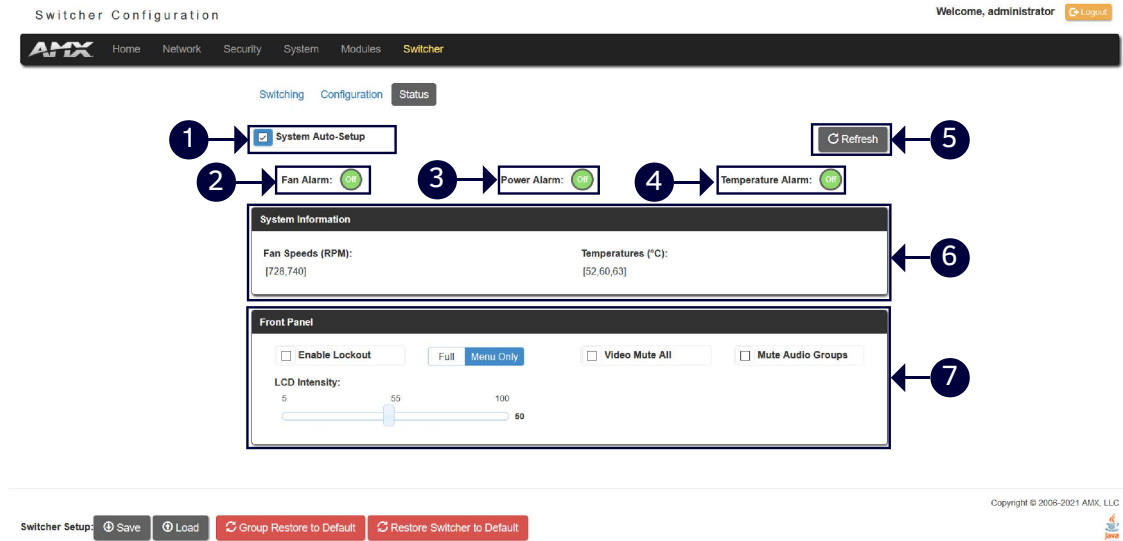 Switcher Configuration
Welcome, administrator Logout
AMX Home Network Security System Modules Switcher
Switching Configuration Status
1 System Auto-Setup Refresh 5
2 Fan Alarm: Off 3 Power Alarm: Off 4 Temperature Alarm: Off
System Information
Fan Speeds (RPM): Temperatures (°C):
[728,740] [52,60,63]
6
Front Panel
Enable Lockout Full Menu Only Video Mute All Mute Audio Groups
7
LCD Intensity:
5 55 100
50
Copyright © 2006-2021 AMX, LLC
Switcher Setup: Save Load Group Restore to Default Restore Switcher to Default
Java